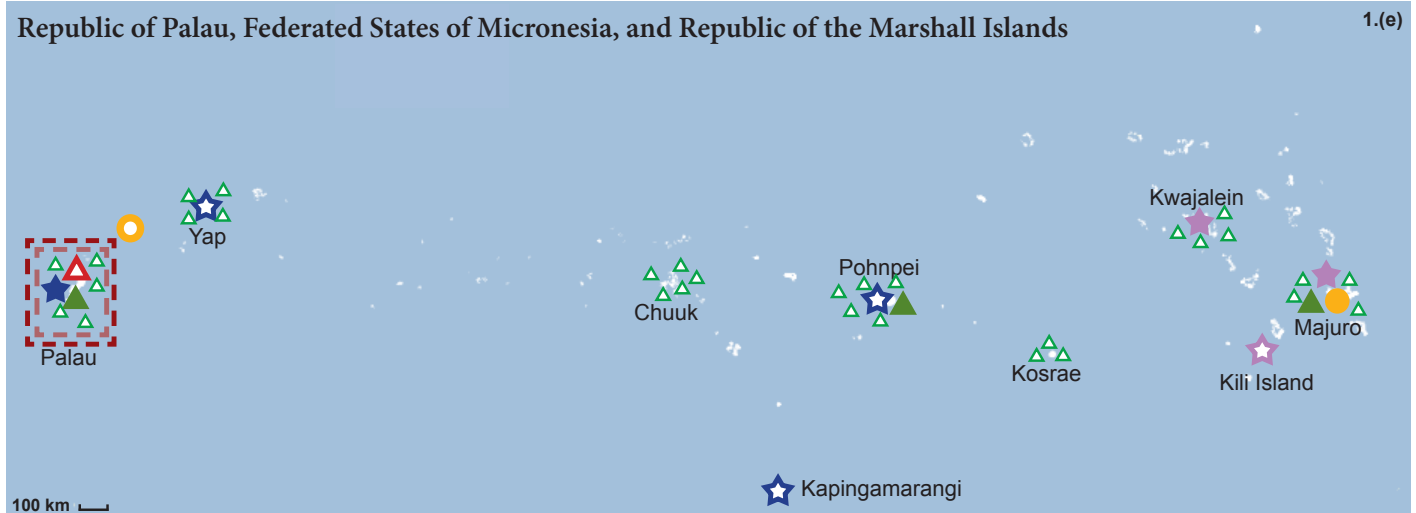 Republic of Palau, Federated States of Micronesia, and Republic of the Marshall Islands
1.(e)
Kwajalein
Yap
Pohnpei
Chuuk
Majuro
Palau
Kosrae
Kili Island
Kapingamarangi
100 km